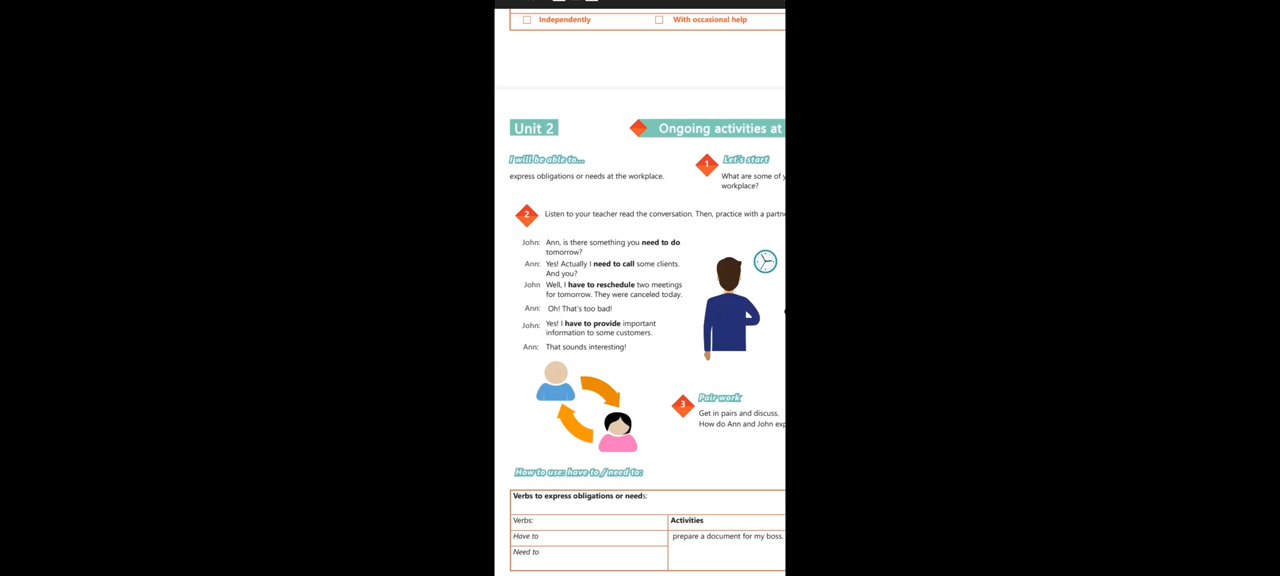 Independently
With occasional help
Unit 2
Ongoing activities at
I will be able to...
express obligations or needs at the workplace.
1
Let's start
What are some of
workplace?
2
Listen to your teacher read the conversation. Then, practice with a
John: Ann, is there something you need to do
tomorrow?
Ann: Yes! Actually I need to call some clients.
And you?
John Well, I have to reschedule two meetings
for tomorrow. They were canceled today.
Ann: Oh! That's too bad!
John: Yes! I have to provide important
information to some customers.
Ann: That sounds interesting!
3
Pair work
Get in pairs and discuss.
How do Ann and John
How to use: have to / need to:
Verbs to express obligations or needs:
Verbs:
Activities
Have to
prepare a document for my boss.
Need to